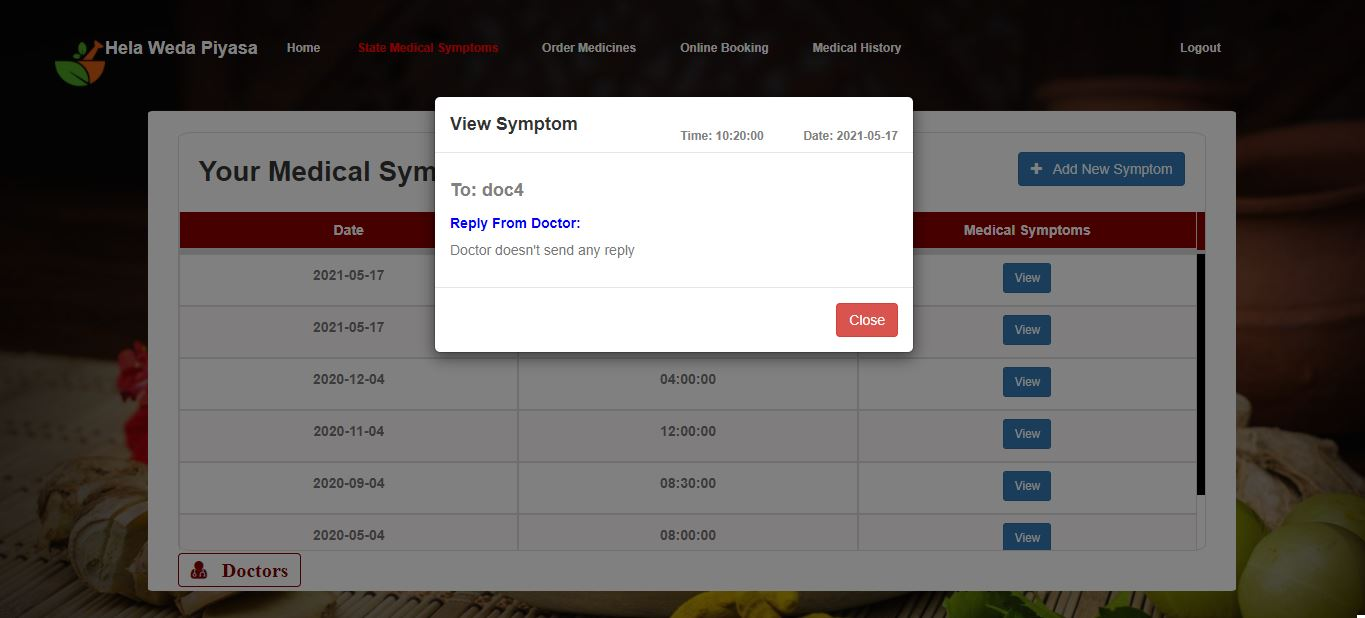 Hela Weda Piyasa Home State Medical Symptoms Order Medicines Online Booking Medical History Logout
View Symptom Time: 10:20:00 Date: 2021-05-17
To: doc4
Reply From Doctor:
Doctor doesn't send any reply
Close
Your Medical Sym
Add New Symptom
Date Medical Symptoms
2021-05-17 View
2021-05-17 View
2020-12-04 04:00:00 View
2020-11-04 12:00:00 View
2020-09-04 08:30:00 View
2020-05-04 08:00:00 View
Doctors